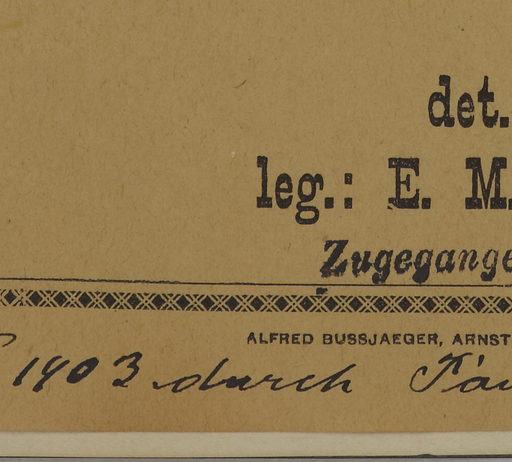 det.
leg.: E. M.
Zugegange
ALFRED BUSSJAEGER, ARNST
1903 durch